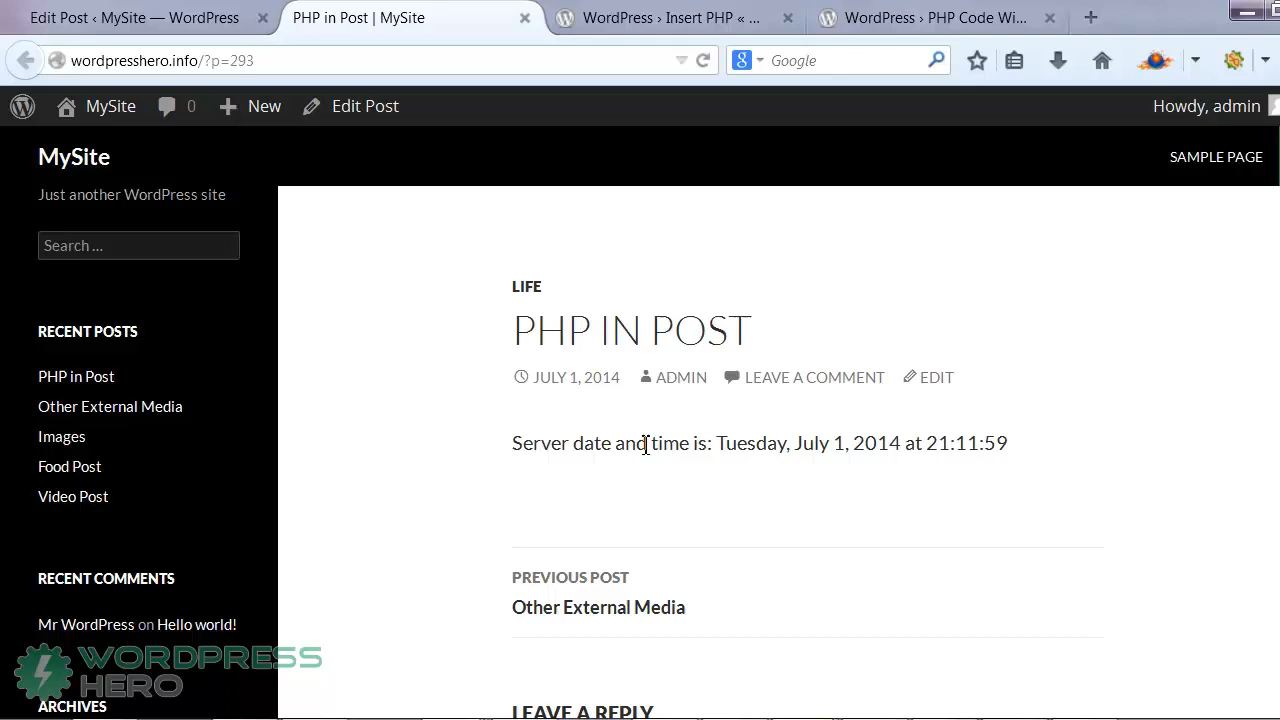 Edit Post ‹ MySite — WordPress
PHP in Post | MySite
WordPress › Insert PHP « ...
WordPress › PHP Code Wi...
wordpresshero.info/?p=293
Google
MySite
0
New
Edit Post
Howdy, admin
MySite
SAMPLE PAGE
Just another WordPress site
Search ...
RECENT POSTS
PHP in Post
Other External Media
Images
Food Post
Video Post
RECENT COMMENTS
Mr WordPress on Hello world!
ARCHIVES
LIFE
PHP IN POST
JULY 1, 2014
ADMIN
LEAVE A COMMENT
EDIT
Server date and time is: Tuesday, July 1, 2014 at 21:11:59
PREVIOUS POST
Other External Media
LEAVE A REPLY
WORDPRESS
HERO